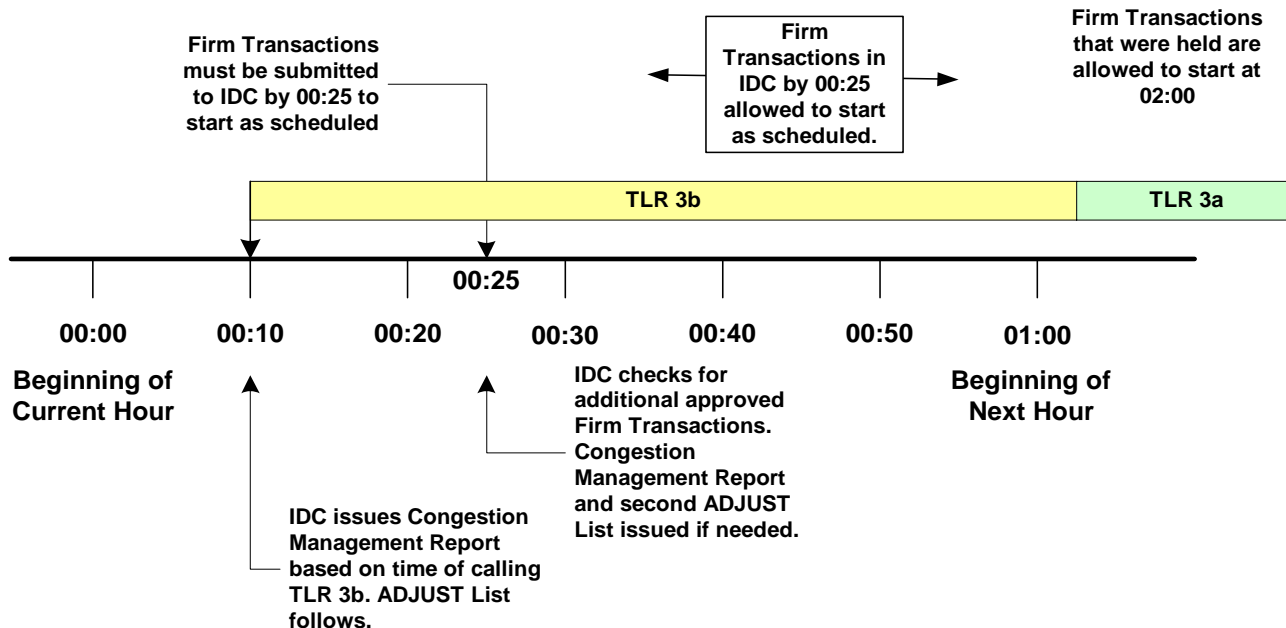 Firm Transactions
must be submitted
to IDC by 00:25 to
start as scheduled
Firm
Transactions in
IDC by 00:25
allowed to start
as scheduled.
Firm Transactions
that were held are
allowed to start at
02:00
TLR 3b
TLR 3a
00:25
00:00
00:10
00:20
00:30
00:40
00:50
01:00
Beginning of
Current Hour
IDC checks for
additional approved
Firm Transactions.
Congestion
Management Report
and second ADJUST
List issued if needed.
Beginning of
Next Hour
IDC issues Congestion
Management Report
based on time of calling
TLR 3b. ADJUST List
follows.